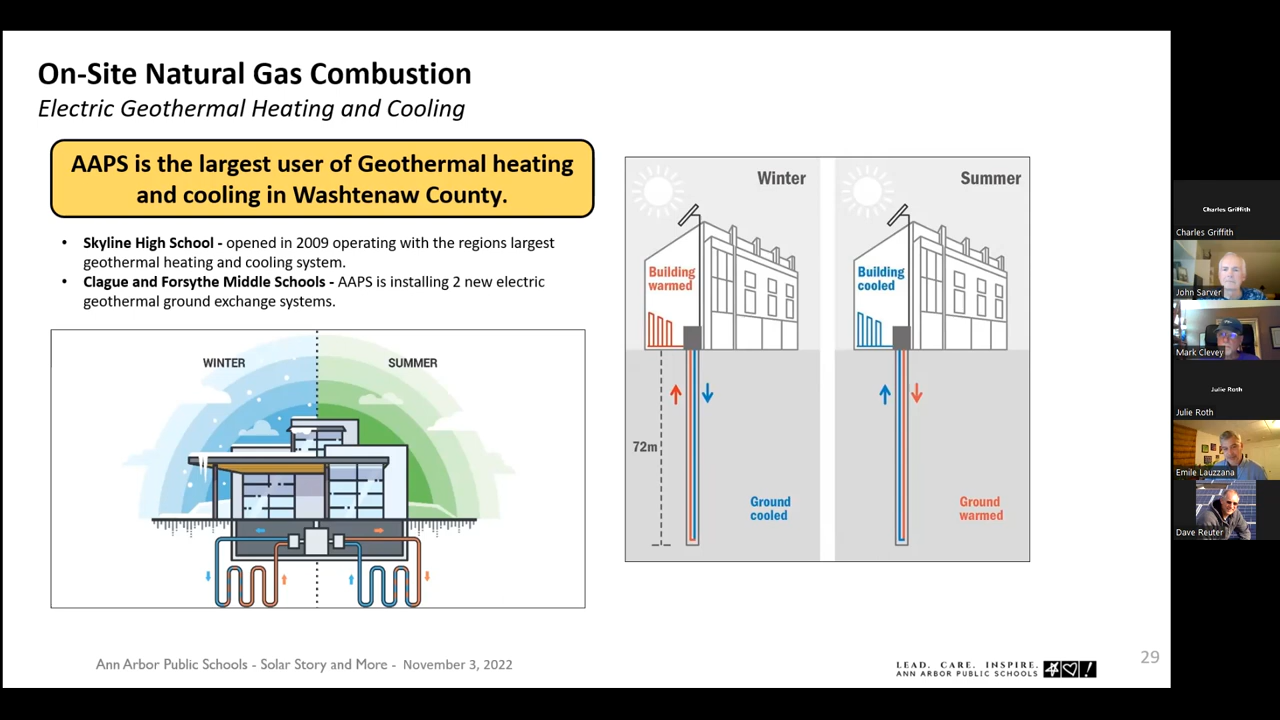 On-Site Natural Gas Combustion
Electric Geothermal Heating and Cooling
AAPS is the largest user of Geothermal heating
and cooling in Washtenaw County.
• Skyline High School - opened in 2009 operating with the regions largest
geothermal heating and cooling system.
• Clague and Forsythe Middle Schools - AAPS is installing 2 new electric
geothermal ground exchange systems.
WINTER
SUMMER
Winter
Building
warmed
72m
Ground
cooled
Summer
Building
cooled
Ground
warmed
Ann Arbor Public Schools - Solar Story and More - November 3, 2022
LEAD. CARE. INSPIRE.
ANN ARBOR PUBLIC SCHOOLS
29
Charles Griffith
Charles Griffith
John Sarver
Mark Clevey
Julie Roth
Julie Roth
Emile Lauzzana
Dave Reuter